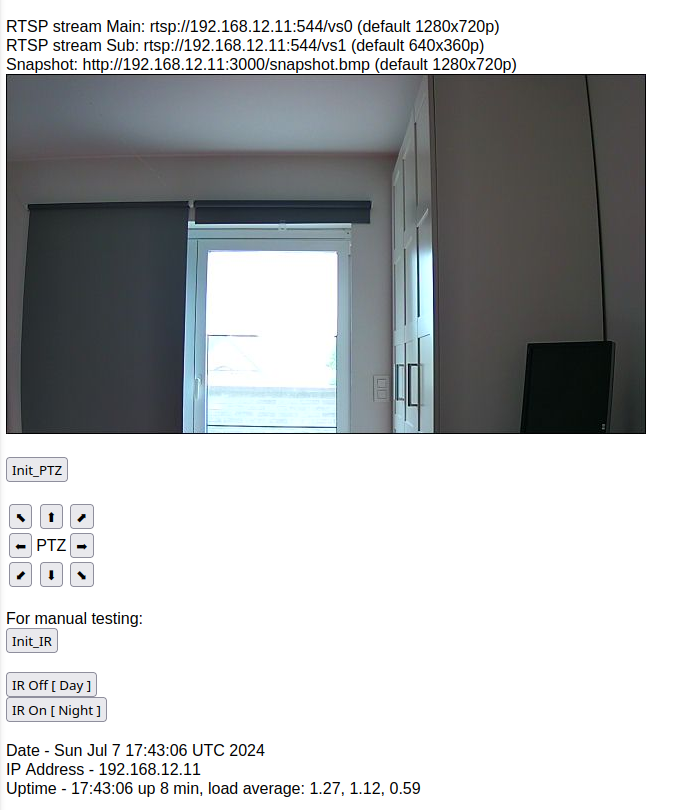 RTSP stream Main: rtsp://192.168.12.11:544/vs0 (default 1280x720p)
RTSP stream Sub: rtsp://192.168.12.11:544/vs1 (default 640x360p)
Snapshot: http://192.168.12.11:3000/snapshot.bmp (default 1280x720p)
Init_PTZ
⬉ ⬆ ⬈
⬅ PTZ ➡
⬋ ⬇ ⬊
For manual testing:
Init_IR
IR Off [ Day ]
IR On [ Night ]
Date - Sun Jul 7 17:43:06 UTC 2024
IP Address - 192.168.12.11
Uptime - 17:43:06 up 8 min, load average: 1.27, 1.12, 0.59